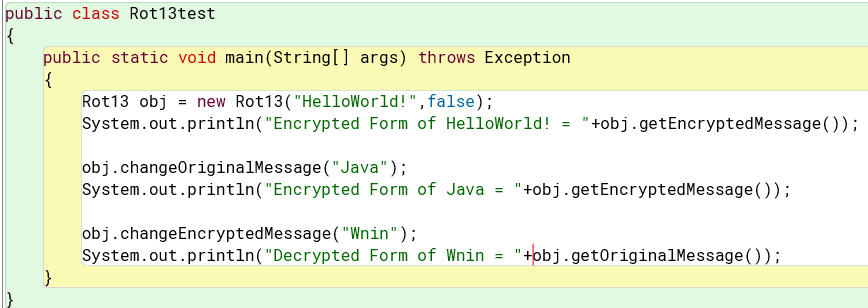 public class Rot13test
{
public static void main(String[] args) throws Exception
{
Rot13 obj = new Rot13("HelloWorld!",false);
System.out.println("Encrypted Form of HelloWorld! = "+obj.getEncryptedMessage());
obj.changeOriginalMessage("Java");
System.out.println("Encrypted Form of Java = "+obj.getEncryptedMessage());
obj.changeEncryptedMessage("Wnin");
System.out.println("Decrypted Form of Wnin = "+obj.getOriginalMessage());
}
}